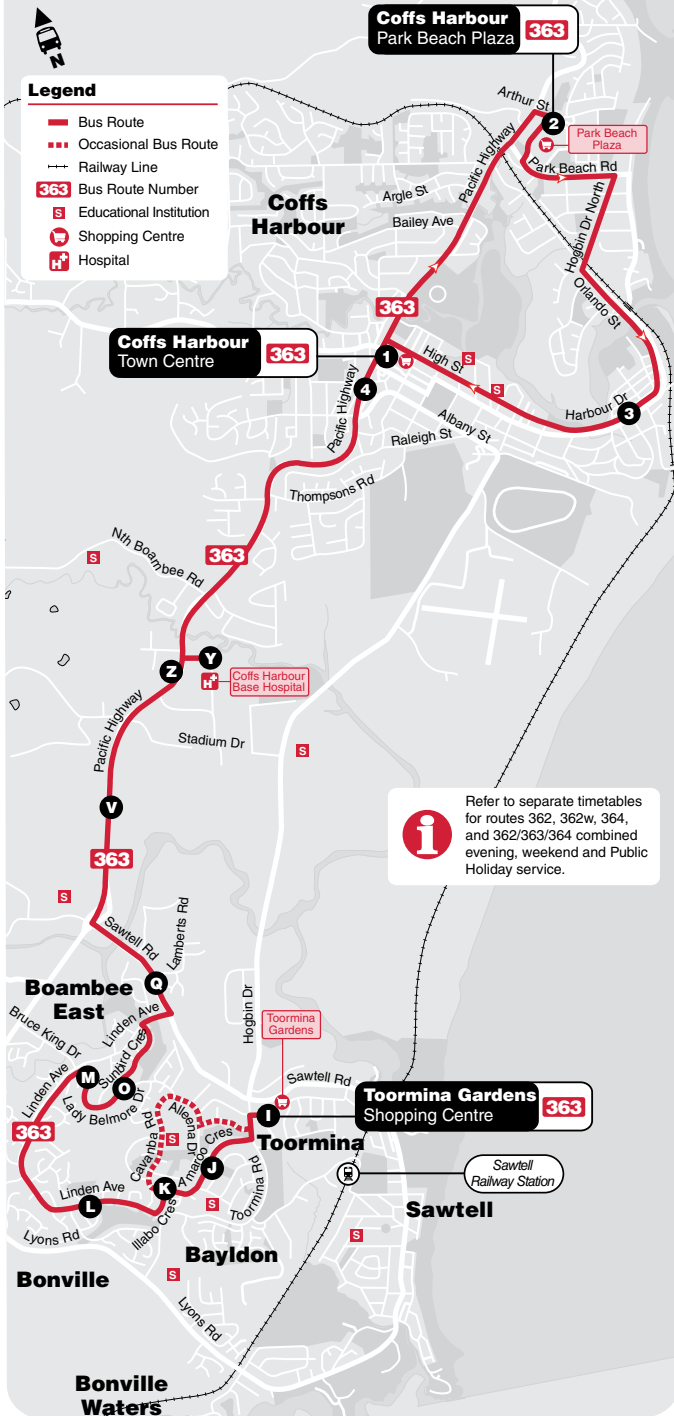 N
Legend
Bus Route
Occasional Bus Route
Railway Line
363 Bus Route Number
S Educational Institution
Shopping Centre
H Hospital
Coffs Harbour
Park Beach Plaza
363
Arthur St
2
Park Beach
Plaza
Pacific Highway
Park Beach Rd
Argle St
Coffs
Harbour
Bailey Ave
Hogbin Dr North
Orlando St
363
Coffs Harbour
Town Centre
363
1
High St
S
S
4
Pacific Highway
Harbour Dr
3
Albany St
Raleigh St
Thompsons Rd
363
Nth Boambee Rd
S
Z
Y
H
Coffs Harbour
Base Hospital
Pacific Highway
Stadium Dr
S
V
i
Refer to separate timetables
for routes 362, 362w, 364,
and 362/363/364 combined
evening, weekend and Public
Holiday service.
363
S
Sawtell Rd
Lamberts Rd
Q
Boambee
East
Hogbin Dr
Linden Ave
Bruce King Dr
Toormina
Gardens
Sunbird Cres
M
O
Linden Ave
Lady Belmore Dr
Sawtell Rd
363
Toormina Gardens
Shopping Centre
363
I
Toormina
Aileena Dr
Cavanba Rd
S
Amaroo Cres
J
Toormina Rd
Sawtell
Railway Station
K
S
Linden Ave
L
Illabo Cres
Sawtell
Lyons Rd
S
Bayldon
Bonville
S
Lyons Rd
Bonville
Waters